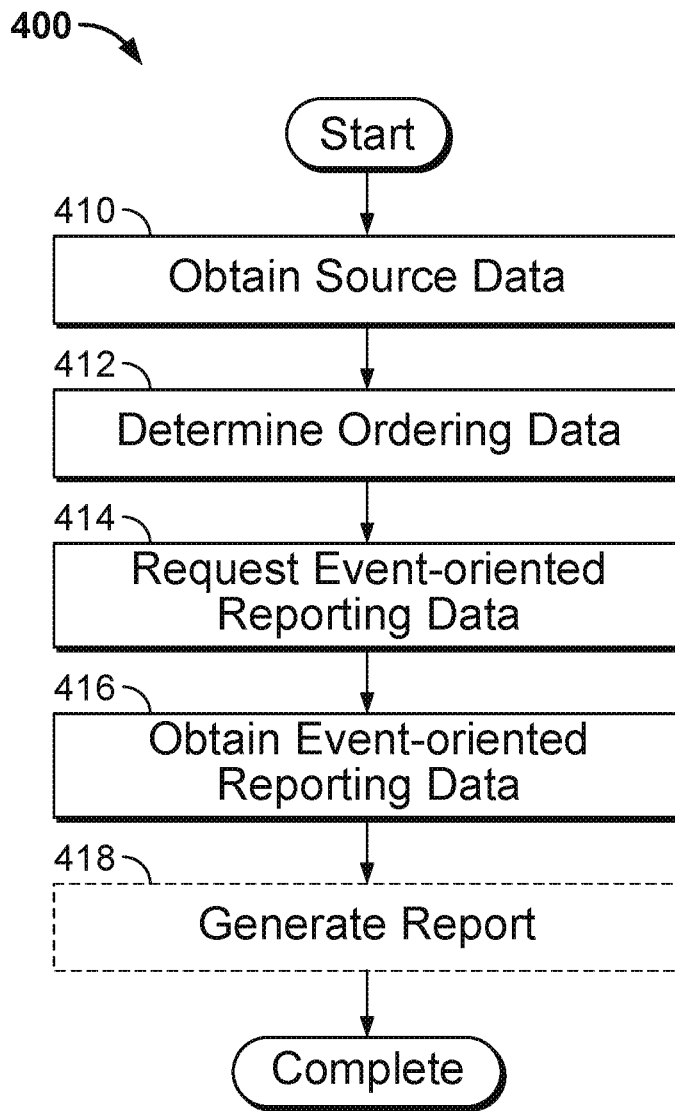 400
Start
410
Obtain Source Data
412
Determine Ordering Data
414
Request Event-oriented
Reporting Data
416
Obtain Event-oriented
Reporting Data
418
Generate Report
Complete